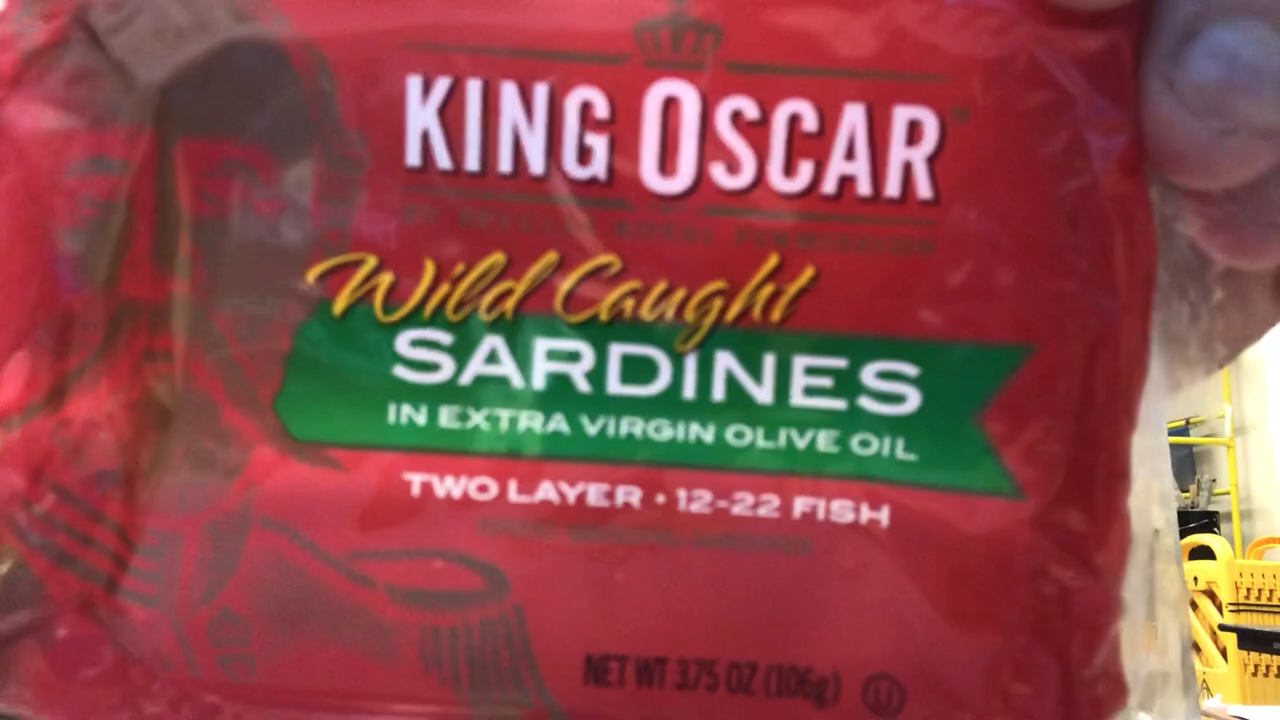 KING OSCAR
Wild Caught
SARDINES
IN EXTRA VIRGIN OLIVE OIL
TWO LAYER • 12-22 FISH
NET WT 3.75 OZ (106g) U